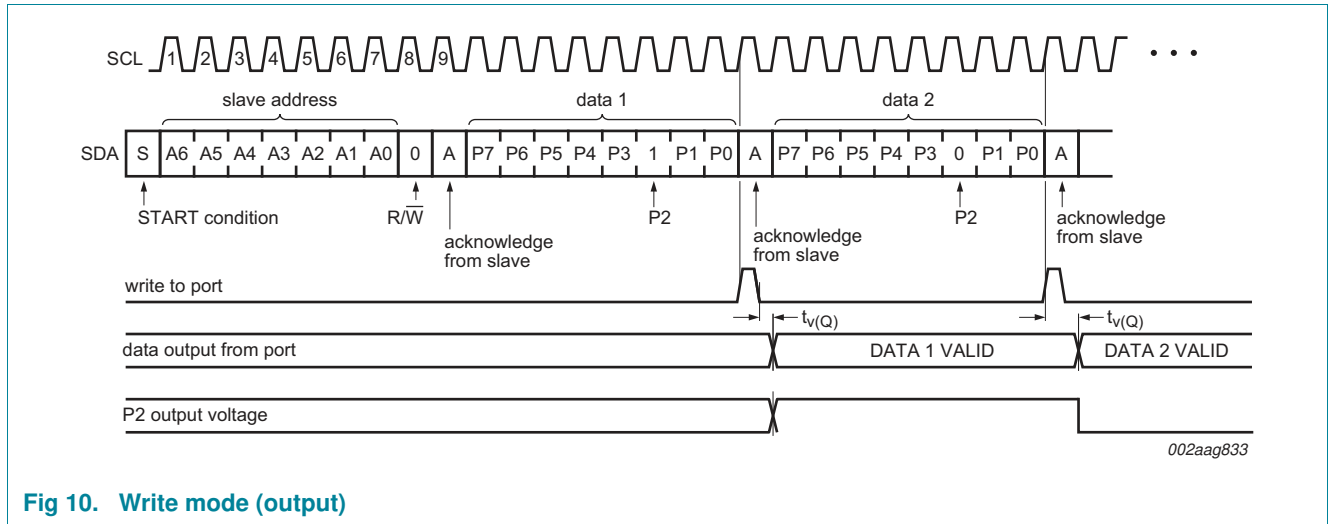 SCL 1 2 3 4 5 6 7 8 9
slave address data 1 data 2
SDA S A6 A5 A4 A3 A2 A1 A0 0 A P7 P6 P5 P4 P3 1 P1 P0 A P7 P6 P5 P4 P3 0 P1 P0 A
START condition R/W̅ P2 P2
acknowledge
from slave
acknowledge
from slave
acknowledge
from slave
write to port
tv(Q) tv(Q)
data output from port DATA 1 VALID DATA 2 VALID
P2 output voltage
002aag833
Fig 10. Write mode (output)